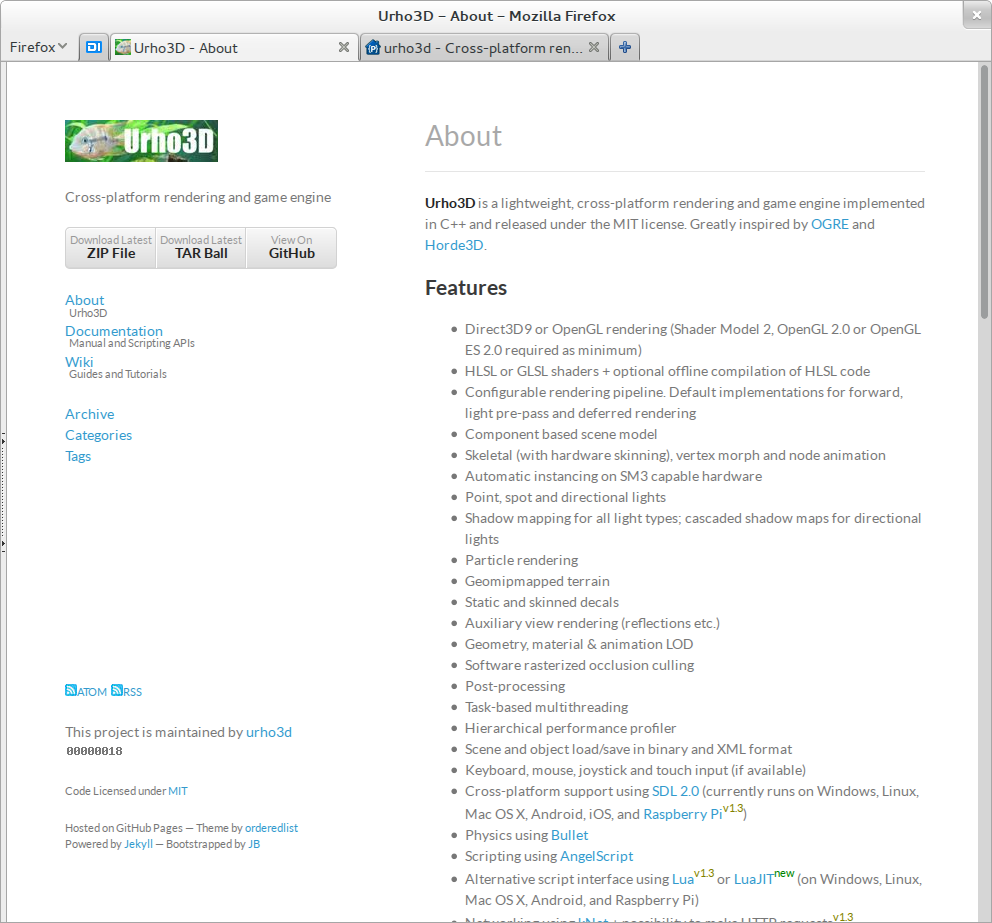 Urho3D – About – Mozilla Firefox
Firefox
Urho3D - About
urho3d - Cross-platform ren...
Urho3D
Cross-platform rendering and game engine
Download Latest
ZIP File
Download Latest
TAR Ball
View On
GitHub
About
Urho3D
Documentation
Manual and Scripting APIs
Wiki
Guides and Tutorials
Archive
Categories
Tags
ATOM RSS
This project is maintained by urho3d
00000018
Code Licensed under MIT
Hosted on GitHub Pages — Theme by orderedlist
Powered by Jekyll — Bootstrapped by JB
About
Urho3D is a lightweight, cross-platform rendering and game engine implemented
in C++ and released under the MIT license. Greatly inspired by OGRE and
Horde3D.
Features
• Direct3D9 or OpenGL rendering (Shader Model 2, OpenGL 2.0 or OpenGL
ES 2.0 required as minimum)
• HLSL or GLSL shaders + optional offline compilation of HLSL code
• Configurable rendering pipeline. Default implementations for forward,
light pre-pass and deferred rendering
• Component based scene model
• Skeletal (with hardware skinning), vertex morph and node animation
• Automatic instancing on SM3 capable hardware
• Point, spot and directional lights
• Shadow mapping for all light types; cascaded shadow maps for directional
lights
• Particle rendering
• Geomipmapped terrain
• Static and skinned decals
• Auxiliary view rendering (reflections etc.)
• Geometry, material & animation LOD
• Software rasterized occlusion culling
• Post-processing
• Task-based multithreading
• Hierarchical performance profiler
• Scene and object load/save in binary and XML format
• Keyboard, mouse, joystick and touch input (if available)
• Cross-platform support using SDL 2.0 (currently runs on Windows, Linux,
Mac OS X, Android, iOS, and Raspberry Pi v1.3)
• Physics using Bullet
• Scripting using AngelScript
• Alternative script interface using Lua v1.3 or LuaJIT new (on Windows, Linux,
Mac OS X, Android, and Raspberry Pi)
• Networking using kNet + possibility to make HTTP requests v1.3